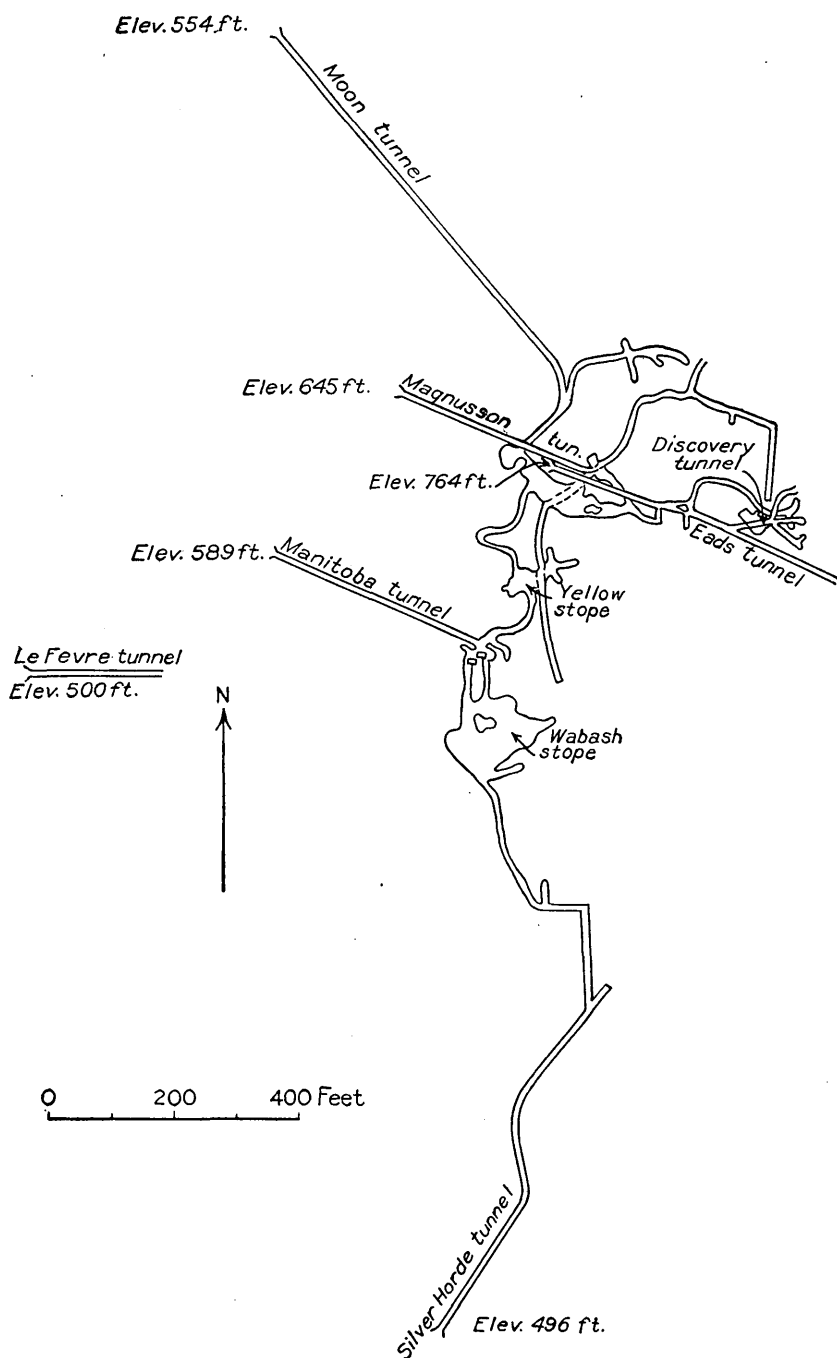 Elev. 554 ft.
Moon tunnel
Elev. 645 ft.
Magnusson
tun.
Discovery
tunnel
Elev. 764 ft.
Eads tunnel
Elev. 589 ft.
Manitoba tunnel
Yellow
stope
Le Fevre tunnel
Elev. 500 ft.
N
Wabash
stope
0 200 400 Feet
Silver Horde tunnel
Elev. 496 ft.